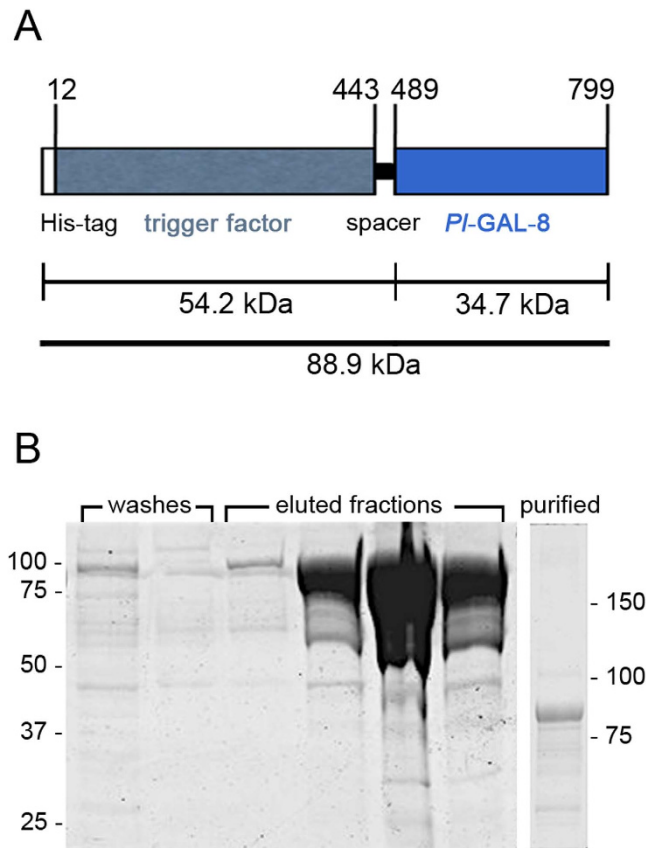 A
12 443 489 799
His-tag trigger factor spacer Pl-GAL-8
54.2 kDa 34.7 kDa
88.9 kDa
B
washes eluted fractions purified
100 -
75 -
- 150
50 -
- 100
37 -
- 75
25 -